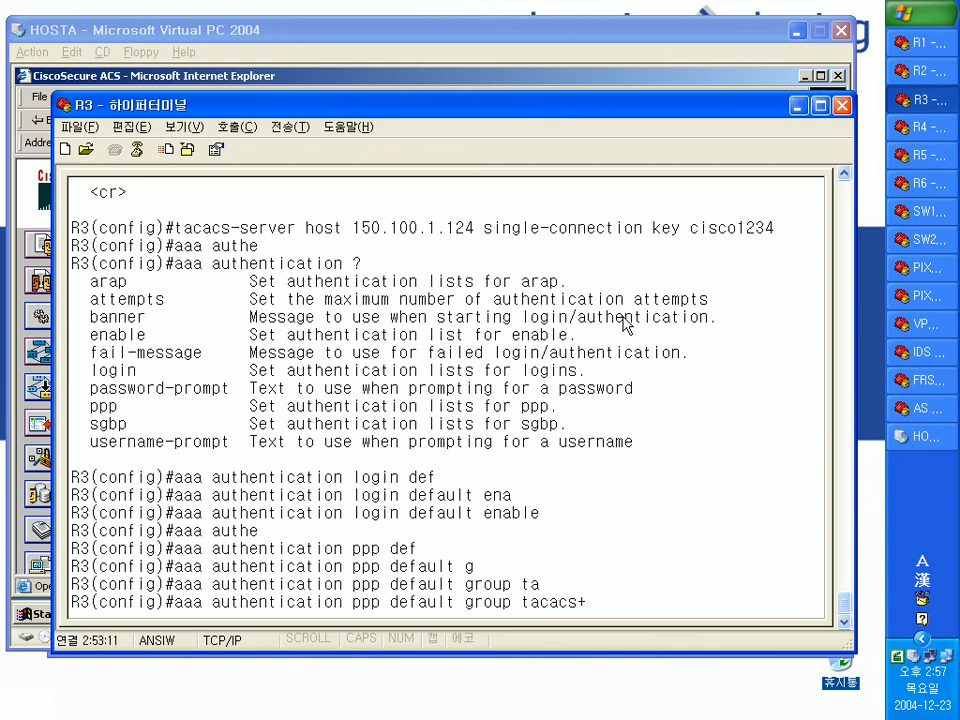 HOSTA - Microsoft Virtual PC 2004
Action Edit CD Floppy Help
CiscoSecure ACS - Microsoft Internet Explorer
File
Addre
R3 - 하이퍼터미널
파일(F) 편집(E) 보기(V) 호출(C) 전송(T) 도움말(H)
<cr>
R3(config)#tacacs-server host 150.100.1.124 single-connection key cisco1234
R3(config)#aaa authe
R3(config)#aaa authentication ?
arap Set authentication lists for arap.
attempts Set the maximum number of authentication attempts
banner Message to use when starting login/authentication.
enable Set authentication list for enable.
fail-message Message to use for failed login/authentication.
login Set authentication lists for logins.
password-prompt Text to use when prompting for a password
ppp Set authentication lists for ppp.
sgbp Set authentication lists for sgbp.
username-prompt Text to use when prompting for a username
R3(config)#aaa authentication login def
R3(config)#aaa authentication login default ena
R3(config)#aaa authentication login default enable
R3(config)#aaa authe
R3(config)#aaa authentication ppp def
R3(config)#aaa authentication ppp default g
R3(config)#aaa authentication ppp default group ta
R3(config)#aaa authentication ppp default group tacacs+
연결 2:53:11 ANSIW TCP/IP SCROLL CAPS NUM 캡 에코
Ope
Sta
R1 -...
R2 -...
R3 -...
R4 -...
R5 -...
R6 -...
SW1...
SW2...
PIX...
PIX...
VP...
IDS ...
FRS...
AS ...
HO...
A
漢
오후 2:57
목요일
2004-12-23
휴지통